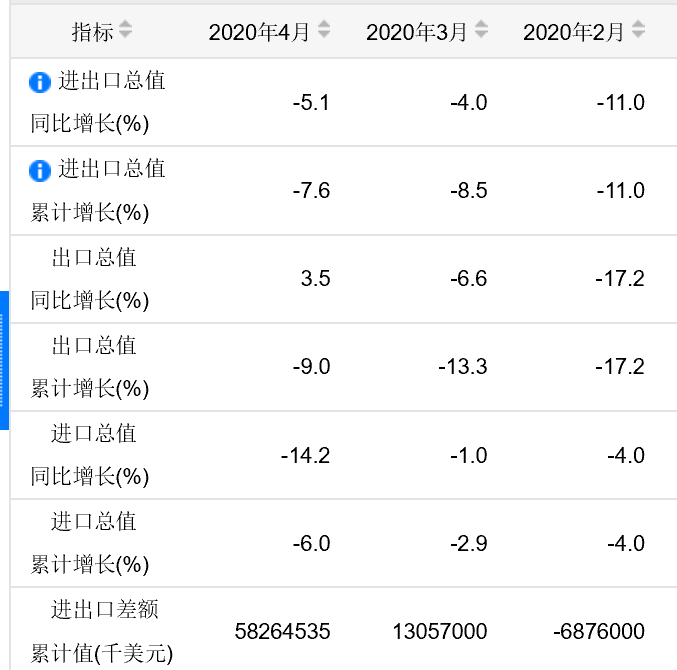 指标 2020年4月 2020年3月 2020年2月
进出口总值
同比增长(%) -5.1 -4.0 -11.0
进出口总值
累计增长(%) -7.6 -8.5 -11.0
出口总值
同比增长(%) 3.5 -6.6 -17.2
出口总值
累计增长(%) -9.0 -13.3 -17.2
进口总值
同比增长(%) -14.2 -1.0 -4.0
进口总值
累计增长(%) -6.0 -2.9 -4.0
进出口差额
累计值(千美元) 58264535 13057000 -6876000